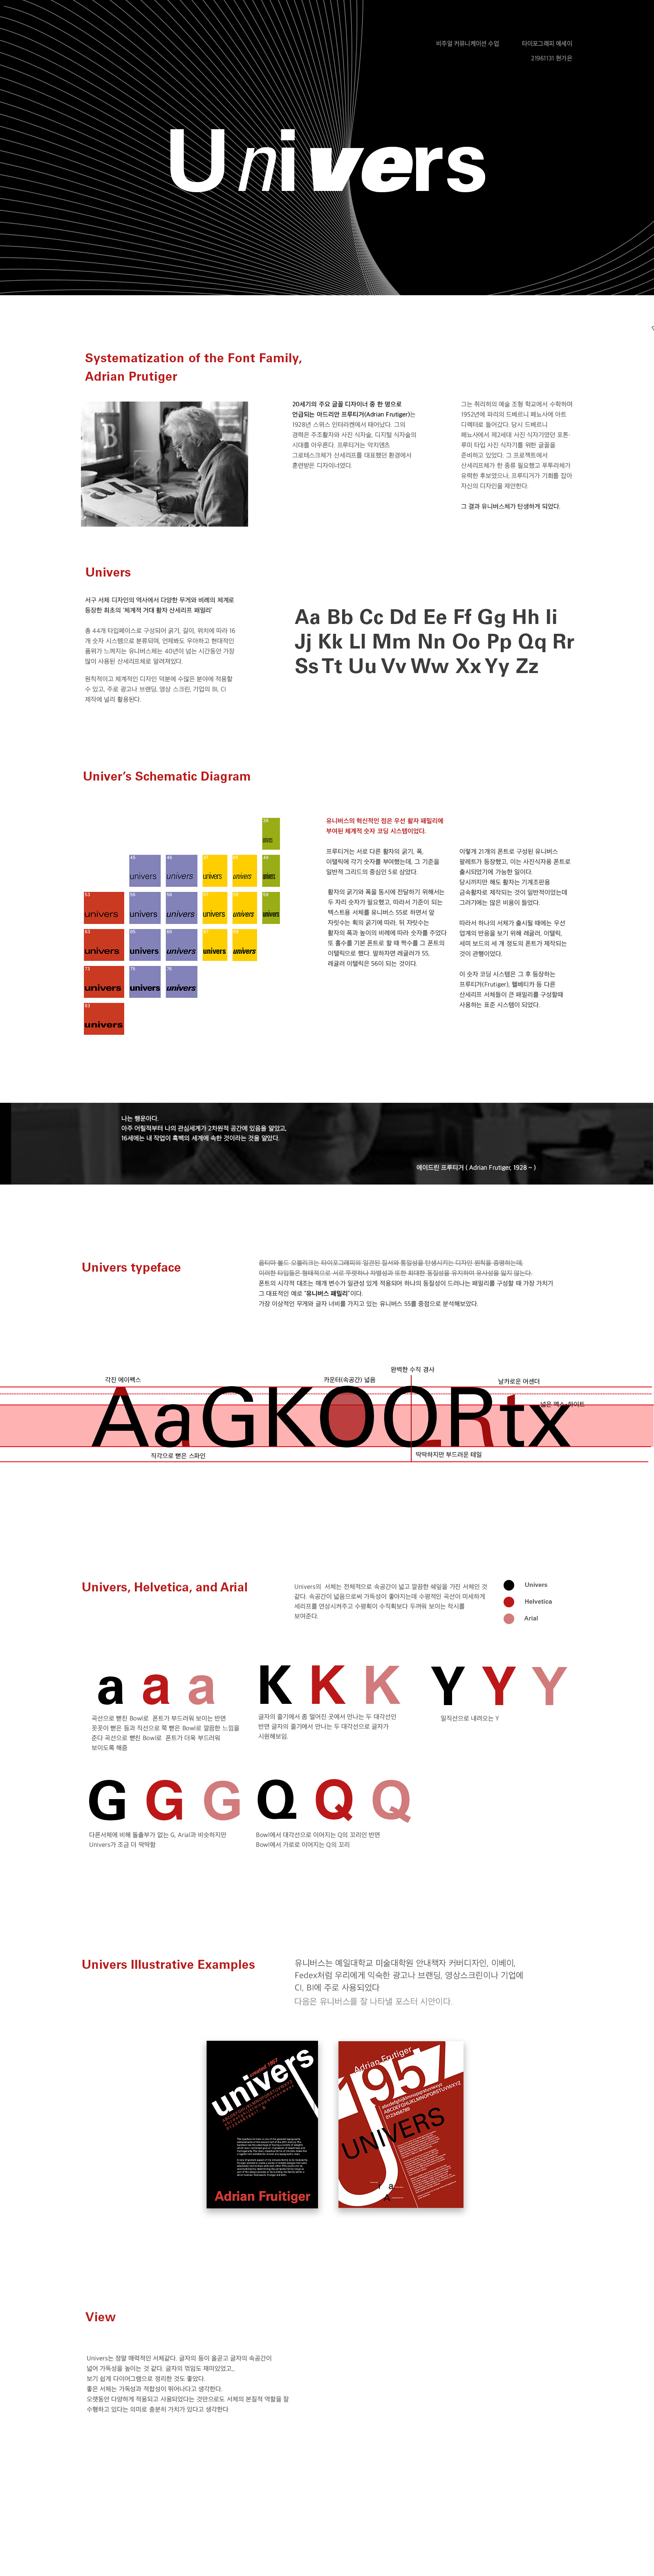 비주얼 커뮤니케이션 수업
타이포그래피 에세이
21961131 현가은
Univers
Systematization of the Font Family,
Adrian Prutiger
20세기의 주요 글꼴 디자이너 중 한 명으로
언급되는 아드리안 프루티거(Adrian Frutiger)는
1928년 스위스 인터라켄에서 태어났다. 그의
경력은 주조활자와 사진 식자술, 디지털 식자술의
시대를 아우른다. 프루티거는 악치덴츠
그로테스크체가 산세리프를 대표했던 환경에서
훈련받은 디자이너였다.
그는 취리히의 예술 조형 학교에서 수학하며
1952년에 파리의 드베르니 페뇨사에 아트
디렉터로 들어갔다. 당시 드베르니
페뇨사에서 제2세대 사진 식자기였던 포톤-
루미 타입 사진 식자기를 위한 글꼴을
준비하고 있었다. 그 프로젝트에서
산세리프체가 한 종류 필요했고 푸투라체가
유력한 후보였으나, 프루티거가 기회를 잡아
자신의 디자인을 제안한다.
그 결과 유니버스체가 탄생하게 되었다.
Univers
서구 서체 디자인의 역사에서 다양한 무게와 비례의 체계로
등장한 최초의 '체계적 거대 활자 산세리프 패밀리'
총 44개 타입페이스로 구성되어 굵기, 길이, 위치에 따라 16
개 숫자 시스템으로 분류되며, 언제봐도 우아하고 현대적인
품위가 느껴지는 유니버스체는 40년이 넘는 시간동안 가장
많이 사용된 산세리프체로 알려져있다.
원칙적이고 체계적인 디자인 덕분에 수많은 분야에 적용할
수 있고, 주로 광고나 브랜딩, 영상 스크린, 기업의 BI, CI
제작에 널리 활용된다.
Aa Bb Cc Dd Ee Ff Gg Hh Ii
Jj Kk Ll Mm Nn Oo Pp Qq Rr
Ss Tt Uu Vv Ww Xx Yy Zz
Univer's Schematic Diagram
39
univers
45
univers
46
univers
47
univers
48
univers
49
univers
53
univers
55
univers
56
univers
57
univers
58
univers
59
univers
63
univers
65
univers
66
univers
67
univers
68
univers
73
univers
75
univers
76
univers
83
univers
유니버스의 혁신적인 점은 우선 활자 패밀리에
부여된 체계적 숫자 코딩 시스템이었다.
프루티거는 서로 다른 활자의 굵기, 폭,
이탤릭에 각기 숫자를 부여했는데, 그 기준을
일반적 그리드의 중심인 5로 삼았다.
활자의 굵기와 폭을 동시에 전달하기 위해서는
두 자리 숫자가 필요했고, 따라서 기준이 되는
텍스트용 서체를 유니버스 55로 하면서 앞
자릿수는 획의 굵기에 따라, 뒤 자릿수는
활자의 폭과 높이의 비례에 따라 숫자를 주었다
또 홀수를 기본 폰트로 할 때 짝수를 그 폰트의
이탤릭으로 했다. 말하자면 레귤러가 55,
레귤러 이탤릭은 56이 되는 것이다.
이렇게 21개의 폰트로 구성된 유니버스
팔레트가 등장했고, 이는 사진식자용 폰트로
출시되었기에 가능한 일이다.
당시까지만 해도 활자는 기계조판용
금속활자로 제작되는 것이 일반적이었는데
그러기에는 많은 비용이 들었다.
따라서 하나의 서체가 출시될 때에는 우선
업계의 반응을 보기 위해 레귤러, 이탤릭,
세미 보드의 세 개 정도의 폰트가 제작되는
것이 관행이었다.
이 숫자 코딩 시스템은 그 후 등장하는
프루티거(Frutiger), 헬베티카 등 다른
산세리프 서체들이 큰 패밀리를 구성할때
사용하는 표준 시스템이 되었다.
나는 행운아다.
아주 어릴적부터 나의 관심세계가 2차원적 공간에 있음을 알았고,
16세에는 내 작업이 흑백의 세계에 속한 것이라는 것을 알았다.
에이드린 프루티거 ( Adrian Frutiger, 1928 ~ )
Univers typeface
옵티마 볼드 오블리크는 타이포그래피의 일관된 질서와 통일성을 탄생시키는 디자인 원칙을 증명하는데,
이러한 타입들은 형태적으로 서로 뚜렷하나 차별성과 또한 최대한 동질성을 유지하며 유사성을 잃지 않는다.
폰트의 시각적 대조는 매개 변수가 일관성 있게 적용되며 하나의 동질성이 드러나는 패밀리를 구성할 때 가장 가치가
그 대표적인 예로 '유니버스 패밀리'이다.
가장 이상적인 무게와 글자 너비를 가지고 있는 유니버스 55를 중점으로 분석해보았다.
완벽한 수직 경사
각진 에이펙스
카운터(속공간) 넓음
날카로운 어센더
넓은 엑스-하이트
AaGKOQRtx
직각으로 뻗은 스파인
딱딱하지만 부드러운 테일
Univers, Helvetica, and Arial
Univers의 서체는 전체적으로 속공간이 넓고 깔끔한 쉐잎을 가진 서체인 것
같다. 속공간이 넓음으로써 가독성이 좋아지는데 수평적인 곡선이 미세하게
세리프를 연상시켜주고 수평획이 수직획보다 두꺼워 보이는 착시를
보여준다.
Univers
Helvetica
Arial
a a a
K K K
Y Y Y
곡선으로 뻗친 Bowl로 폰트가 부드러워 보이는 반면
꼿꼿이 뻗은 등과 직선으로 쭉 뻗은 Bowl로 깔끔한 느낌을
준다 곡선으로 뻗친 Bowl로 폰트가 더욱 부드러워
보이도록 해줌
글자의 줄기에서 좀 떨어진 곳에서 만나는 두 대각선인
반면 글자의 줄기에서 만나는 두 대각선으로 글자가
시원해보임.
일직선으로 내려오는 Y
G G G
Q Q Q
다른서체에 비해 돌출부가 없는 G, Arial과 비슷하지만
Univers가 조금 더 딱딱함
Bowl에서 대각선으로 이어지는 Q의 꼬리인 반면
Bowl에서 가로로 이어지는 Q의 꼬리
Univers Illustrative Examples
유니버스는 예일대학교 미술대학원 안내책자 커버디자인, 이베이,
Fedex처럼 우리에게 익숙한 광고나 브랜딩, 영상스크린이나 기업에
CI, BI에 주로 사용되었다
다음은 유니버스를 잘 나타낼 포스터 시안이다.
created 1957
univers
Adrian Fruitiger
Adrian Frutiger
1957
UNIVERS
View
Univers는 정말 매력적인 서체같다. 글자의 등이 올곧고 글자의 속공간이
넓어 가독성을 높이는 것 같다. 글자의 꺾임도 재미있었고,,
보기 쉽게 다이어그램으로 정리한 것도 좋았다.
좋은 서체는 가독성과 적합성이 뛰어나다고 생각한다.
오랫동안 다양하게 적용되고 사용되었다는 것만으로도 서체의 본질적 역할을 잘
수행하고 있다는 의미로 충분히 가치가 있다고 생각한다